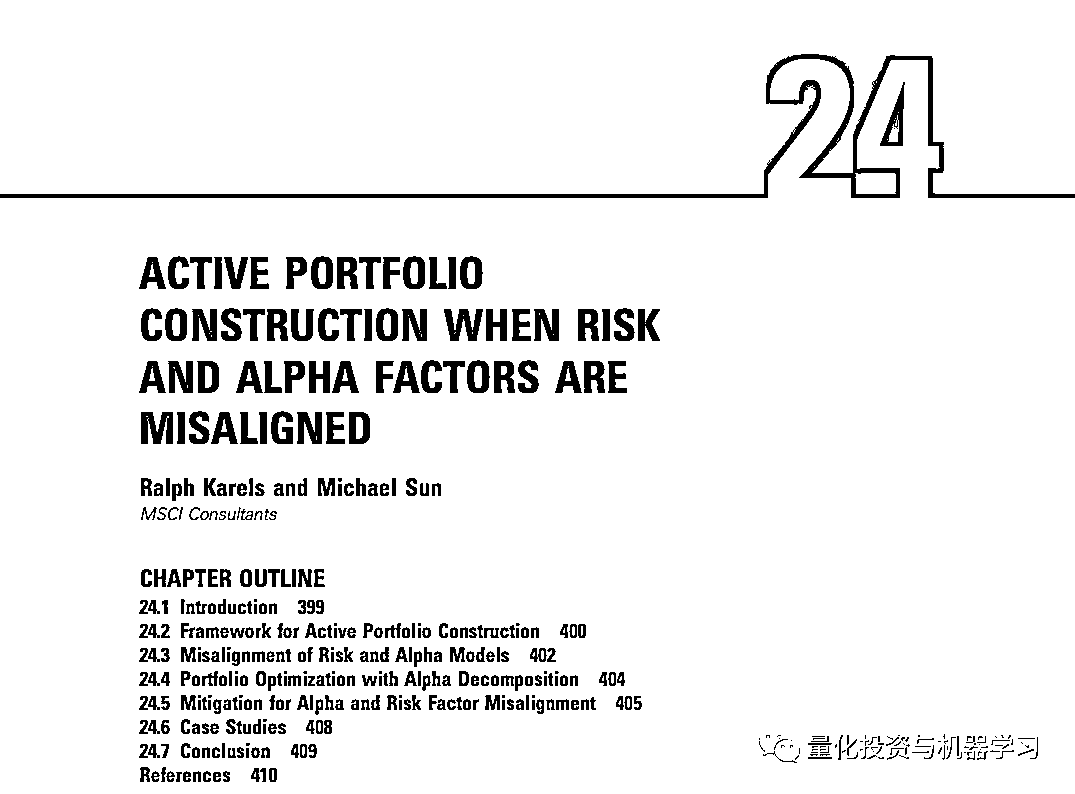 24
ACTIVE PORTFOLIO
CONSTRUCTION WHEN RISK
AND ALPHA FACTORS ARE
MISALIGNED
Ralph Karels and Michael Sun
MSCI Consultants
CHAPTER OUTLINE
24.1 Introduction 399
24.2 Framework for Active Portfolio Construction 400
24.3 Misalignment of Risk and Alpha Models 402
24.4 Portfolio Optimization with Alpha Decomposition 404
24.5 Mitigation for Alpha and Risk Factor Misalignment 405
24.6 Case Studies 408
24.7 Conclusion 409
References 410
量化投资与机器学习